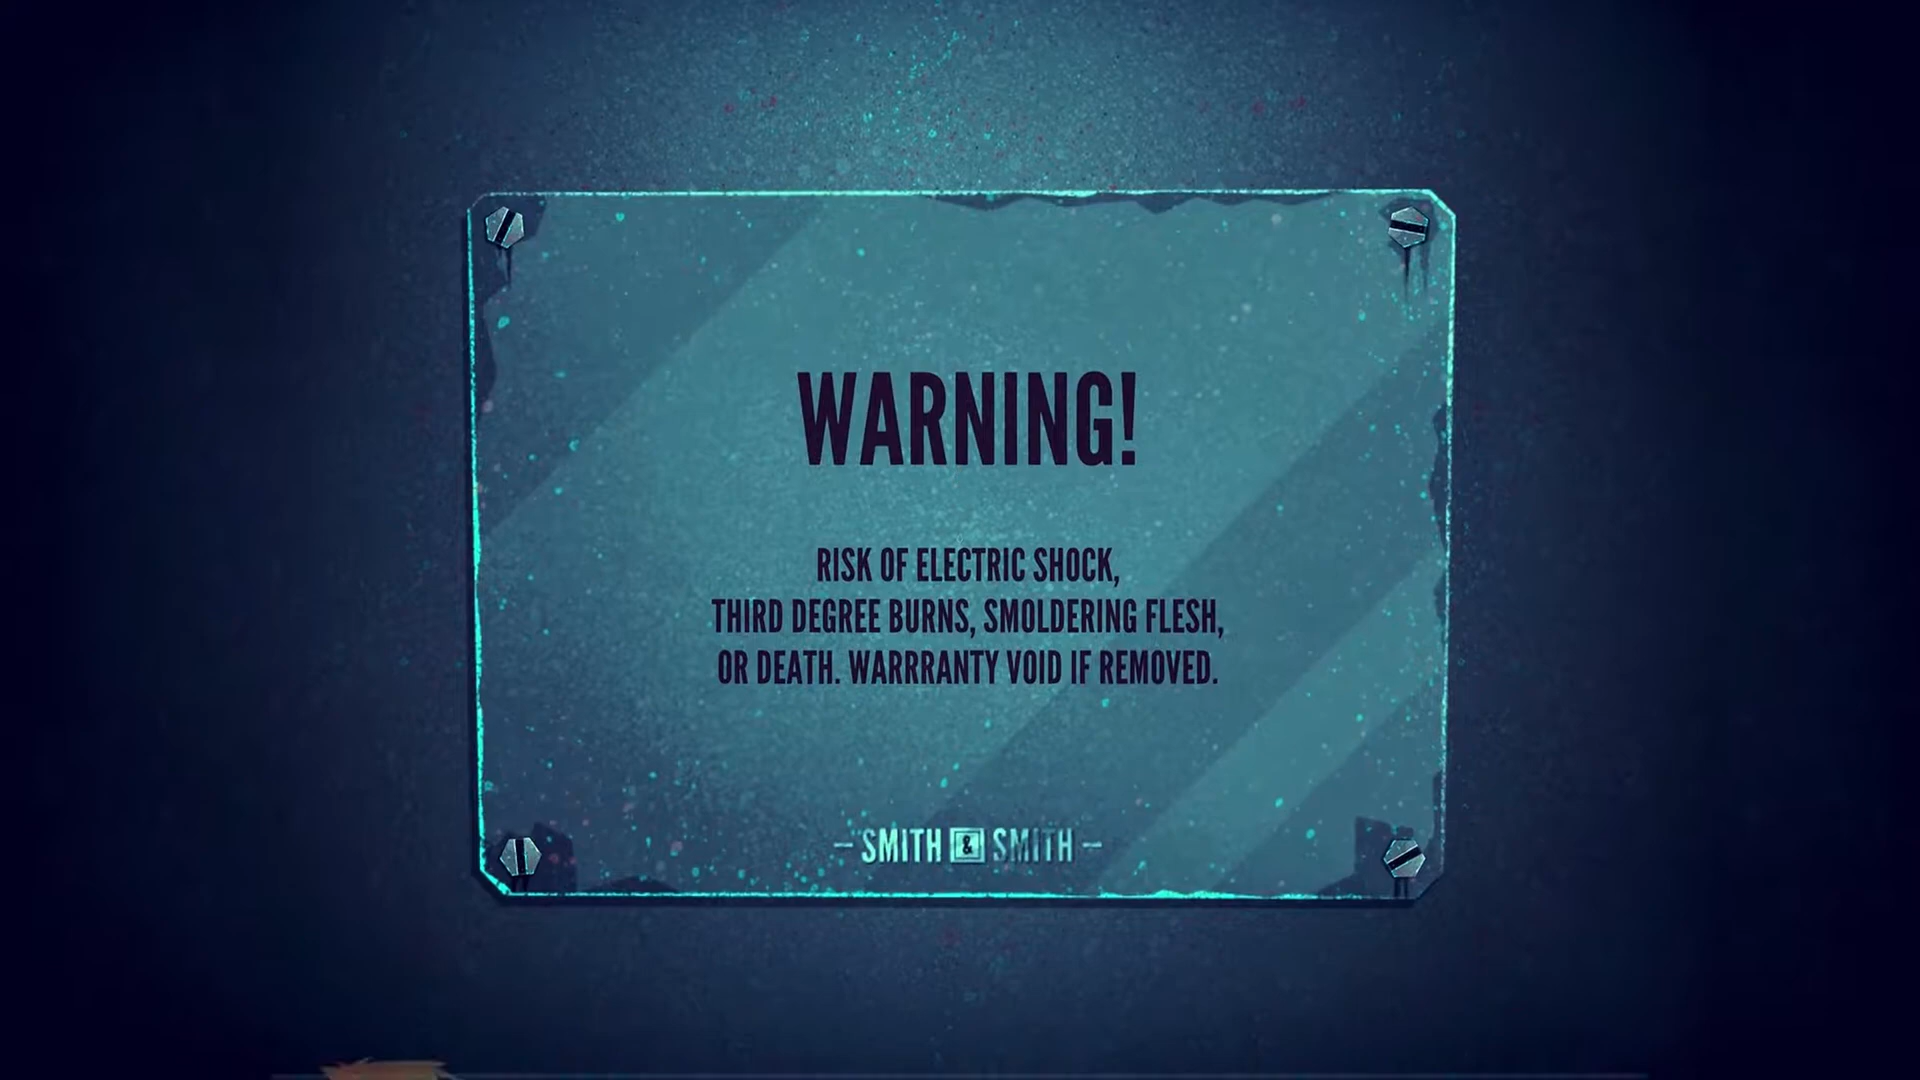 WARNING!
RISK OF ELECTRIC SHOCK,
THIRD DEGREE BURNS, SMOLDERING FLESH,
OR DEATH. WARRRANTY VOID IF REMOVED.
– SMITH & SMITH –